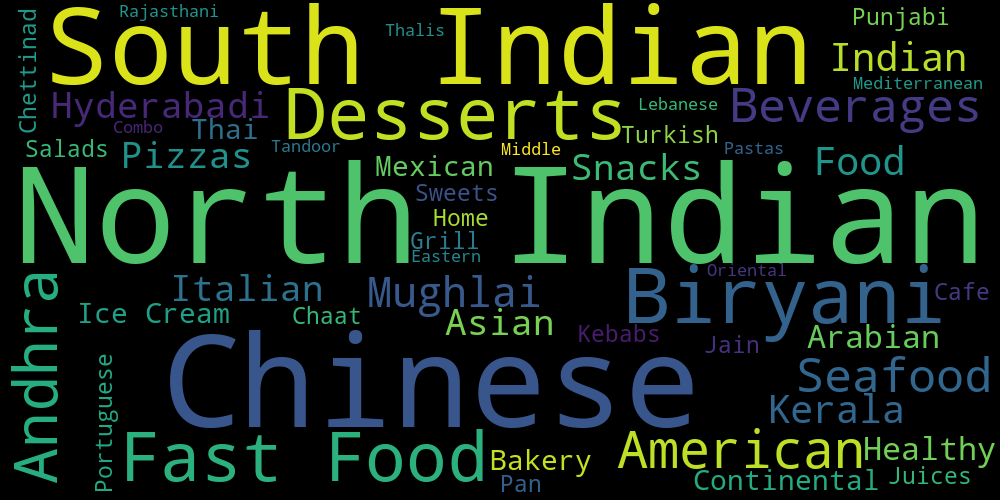 Rajasthani
South Indian
Thalis
Punjabi
Chettinad
Indian
Mediterranean
Hyderabadi
Desserts
Lebanese
Beverages
Combo
Thai
Turkish
Salads
Pizzas
Tandoor
Middle
Pastas
Mexican
Snacks
Food
North Indian
Sweets
Home
Grill
Eastern
Oriental
Andhra
Italian
Mughlai
Biryani
Cafe
Ice Cream
Chaat
Asian
Kebabs
Jain
Arabian
Chinese
Seafood
Portuguese
Kerala
Fast Food
American
Healthy
Bakery
Pan
Continental
Juices